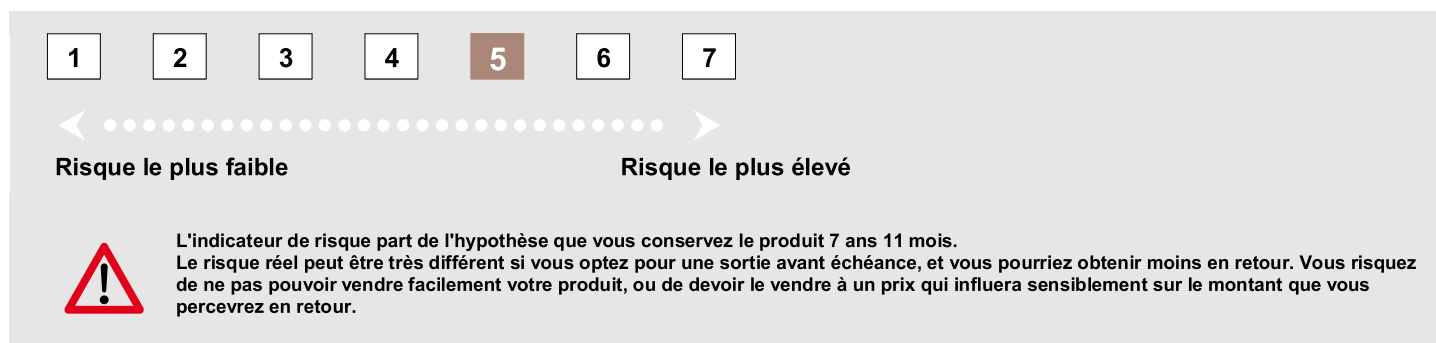 1 2 3 4 5 6 7
Risque le plus faible Risque le plus élevé
L'indicateur de risque part de l'hypothèse que vous conservez le produit 7 ans 11 mois.
Le risque réel peut être très différent si vous optez pour une sortie avant échéance, et vous pourriez obtenir moins en retour. Vous risquez
de ne pas pouvoir vendre facilement votre produit, ou de devoir le vendre à un prix qui influera sensiblement sur le montant que vous
percevrez en retour.